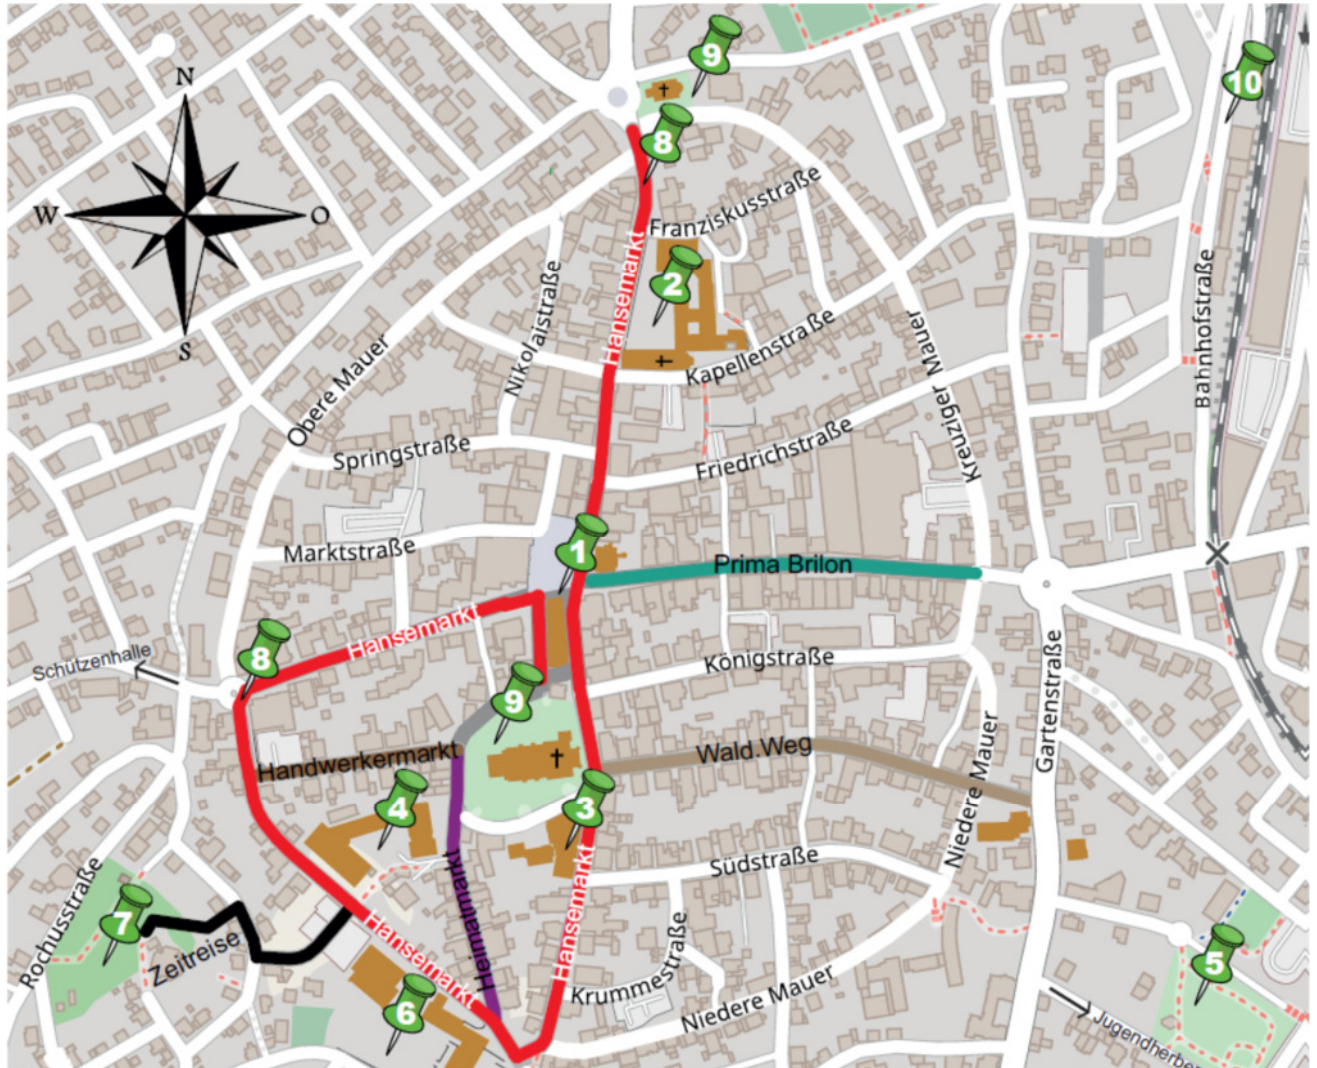 9
10
8
N
W
O
S
Franziskusstraße
2
Hansemarkt
Nikolaistraße
Kapellenstraße
Bahnhofstraße
Obere Mauer
Kreuziger Mauer
Springstraße
Friedrichstraße
Marktstraße
1
Prima Brilon
Hansemarkt
8
Schützenhalle
Königstraße
9
Gartenstraße
Handwerkermarkt
Wald.Weg
4
3
Niedere Mauer
Heimatmarkt
Südstraße
Rochusstraße
7
Zeitreise
Hansemarkt
Hansemarkt
Krummestraße
5
6
Niedere Mauer
Jugendherbe